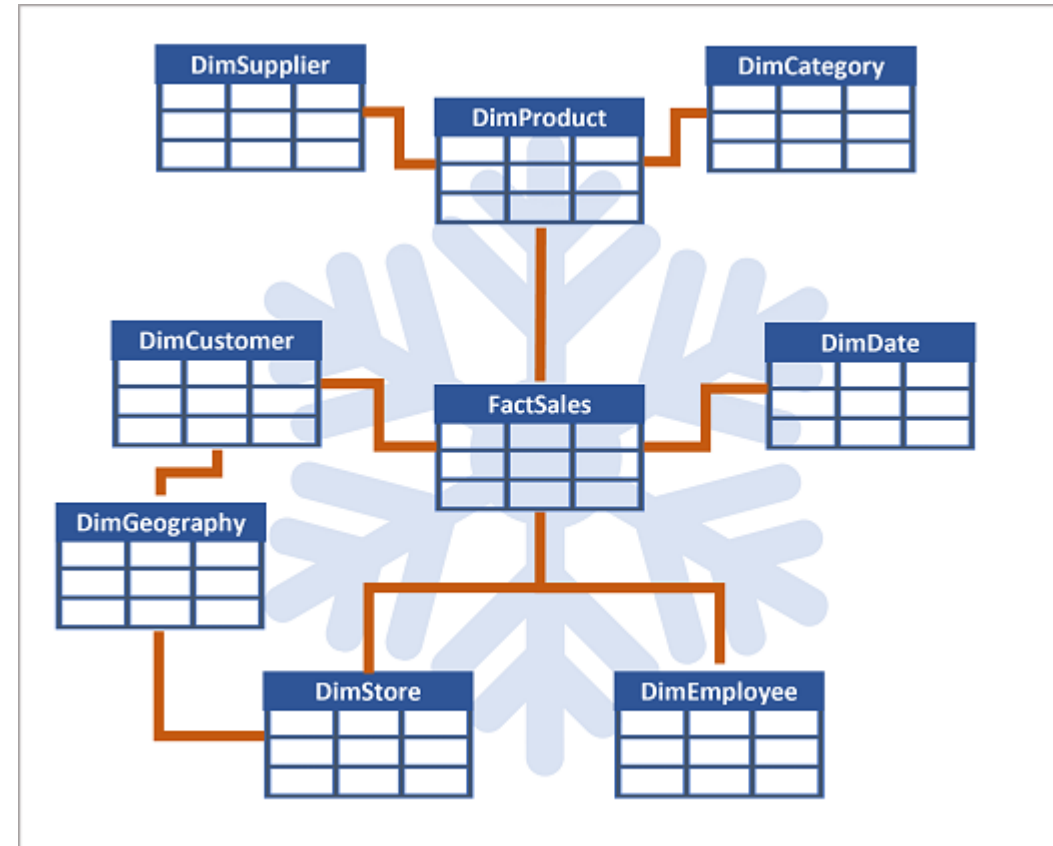 DimSupplier
DimCategory
DimProduct
DimCustomer
DimDate
FactSales
DimGeography
DimStore
DimEmployee